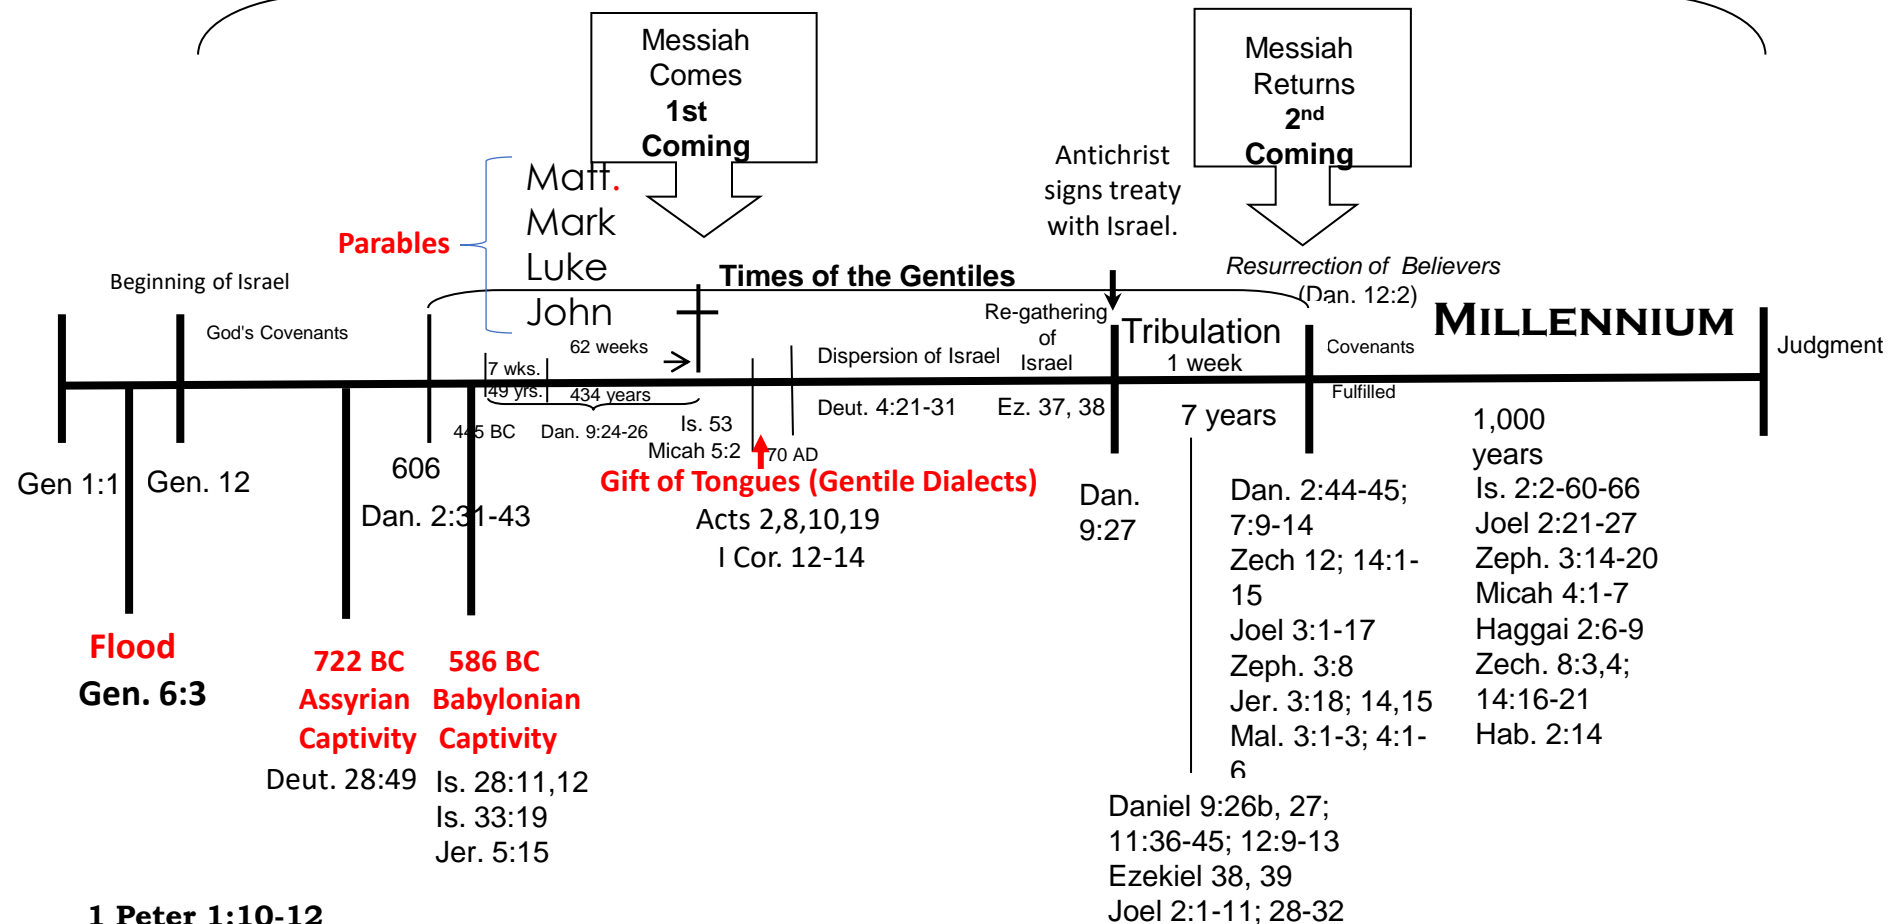 Messiah
Comes
1st
Coming
Messiah
Returns
2nd
Coming
Antichrist
signs treaty
with Israel.
Matt.
Mark
Luke
John
Parables
Times of the Gentiles
Resurrection of Believers
(Dan. 12:2)
Beginning of Israel
God's Covenants
62 weeks
7 wks.
49 yrs.
434 years
Dispersion of Israel
Re-gathering
of
Israel
Tribulation
1 week
Covenants
Fulfilled
MILLENNIUM
Judgment
445 BC
Dan. 9:24-26
Is. 53
Micah 5:2
70 AD
Deut. 4:21-31
Ez. 37, 38
7 years
1,000
years
Gen 1:1
Gen. 12
606
Dan. 2:31-43
Gift of Tongues (Gentile Dialects)
Acts 2,8,10,19
I Cor. 12-14
Dan.
9:27
Dan. 2:44-45;
7:9-14
Zech 12; 14:1-
15
Joel 3:1-17
Zeph. 3:8
Jer. 3:18; 14,15
Mal. 3:1-3; 4:1-
6
Is. 2:2-60-66
Joel 2:21-27
Zeph. 3:14-20
Micah 4:1-7
Haggai 2:6-9
Zech. 8:3,4;
14:16-21
Hab. 2:14
Flood
Gen. 6:3
722 BC
Assyrian
Captivity
Deut. 28:49
586 BC
Babylonian
Captivity
Is. 28:11,12
Is. 33:19
Jer. 5:15
Daniel 9:26b, 27;
11:36-45; 12:9-13
Ezekiel 38, 39
Joel 2:1-11; 28-32
1 Peter 1:10-12